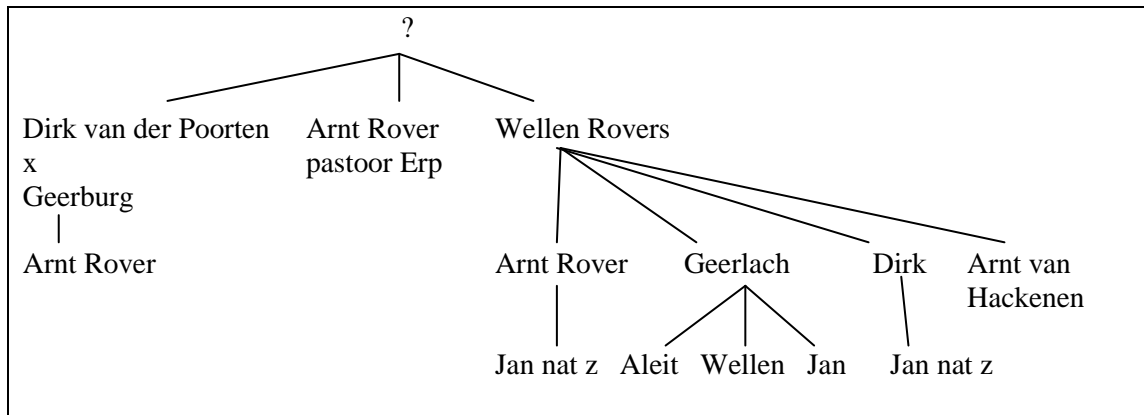 ?
Dirk van der Poorten Arnt Rover Wellen Rovers
x pastoor Erp
Geerburg
Arnt Rover Arnt Rover Geerlach Dirk Arnt van
Hackenen
Jan nat z Aleit Wellen Jan Jan nat z